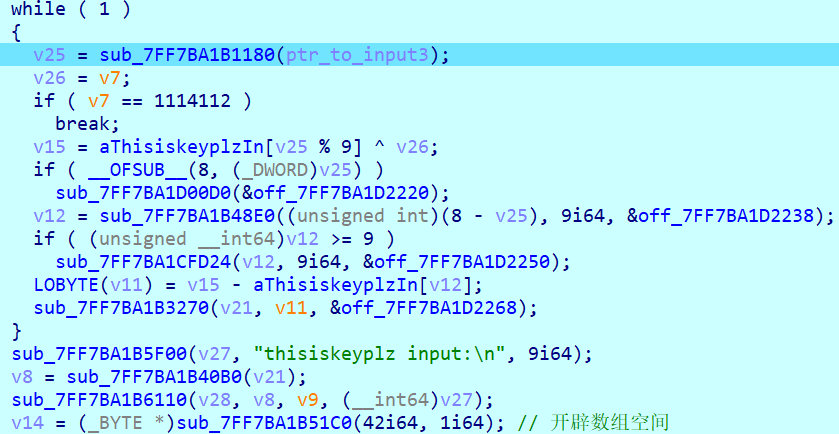 while ( 1 )
{
v25 = sub_7FF7BA1B1180(ptr_to_input3);
v26 = v7;
if ( v7 == 1114112 )
break;
v15 = aThisiskeyplzIn[v25 % 9] ^ v26;
if ( __OFSUB__(8, (_DWORD)v25) )
sub_7FF7BA1D00D0(&off_7FF7BA1D2220);
v12 = sub_7FF7BA1B48E0((unsigned int)(8 - v25), 9i64, &off_7FF7BA1D2238);
if ( (unsigned __int64)v12 >= 9 )
sub_7FF7BA1CFD24(v12, 9i64, &off_7FF7BA1D2250);
LOBYTE(v11) = v15 - aThisiskeyplzIn[v12];
sub_7FF7BA1B3270(v21, v11, &off_7FF7BA1D2268);
}
sub_7FF7BA1B5F00(v27, "thisiskeyplz input:\n", 9i64);
v8 = sub_7FF7BA1B40B0(v21);
sub_7FF7BA1B6110(v28, v8, v9, (__int64)v27);
v14 = (_BYTE *)sub_7FF7BA1B51C0(42i64, 1i64); // 开辟数组空间